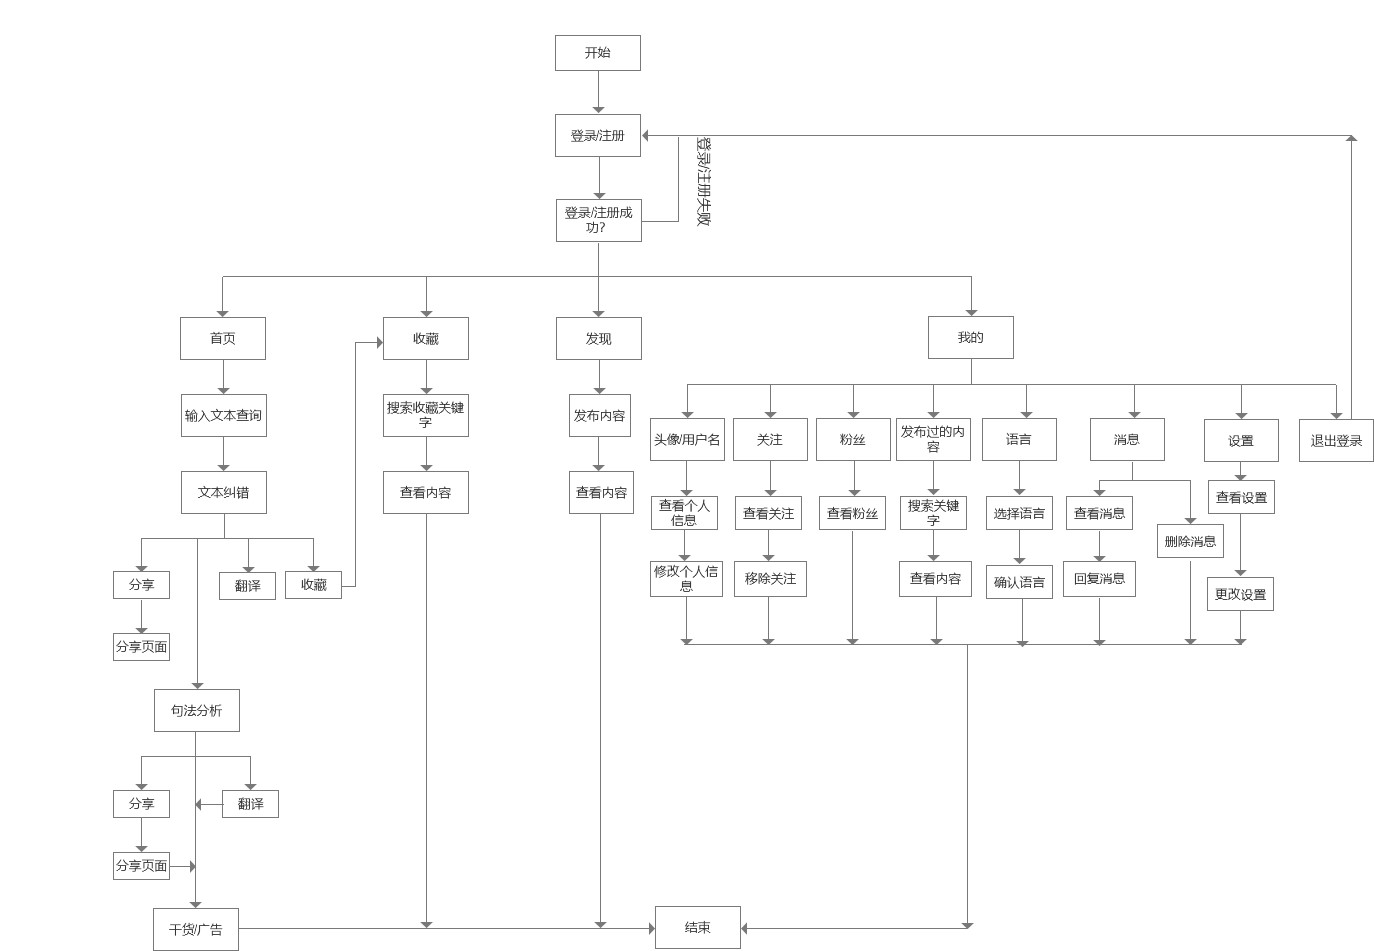 开始
登录/注册
登录/注册失败
登录/注册成
功？
首页
收藏
发现
我的
输入文本查询
搜索收藏关键
字
发布内容
头像/用户名
关注
粉丝
发布过的内
容
语言
消息
设置
退出登录
文本纠错
查看内容
查看内容
查看个人
信息
查看关注
查看粉丝
搜索关键
字
选择语言
查看消息
删除消息
查看设置
分享
翻译
收藏
修改个人信
息
移除关注
查看内容
确认语言
回复消息
更改设置
分享页面
句法分析
分享
翻译
分享页面
干货/广告
结束